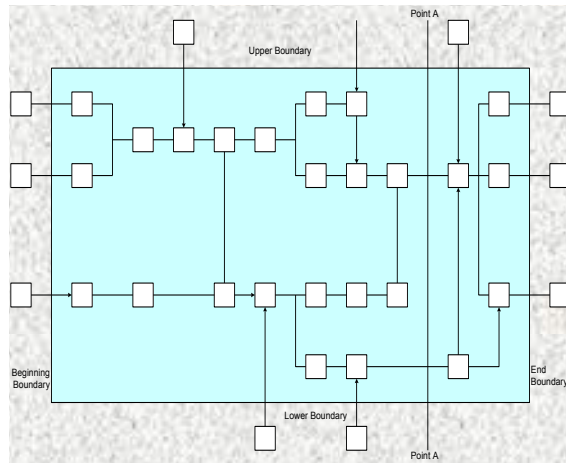 Point A
Upper Boundary
Beginning
Boundary
End
Boundary
Lower Boundary
Point A